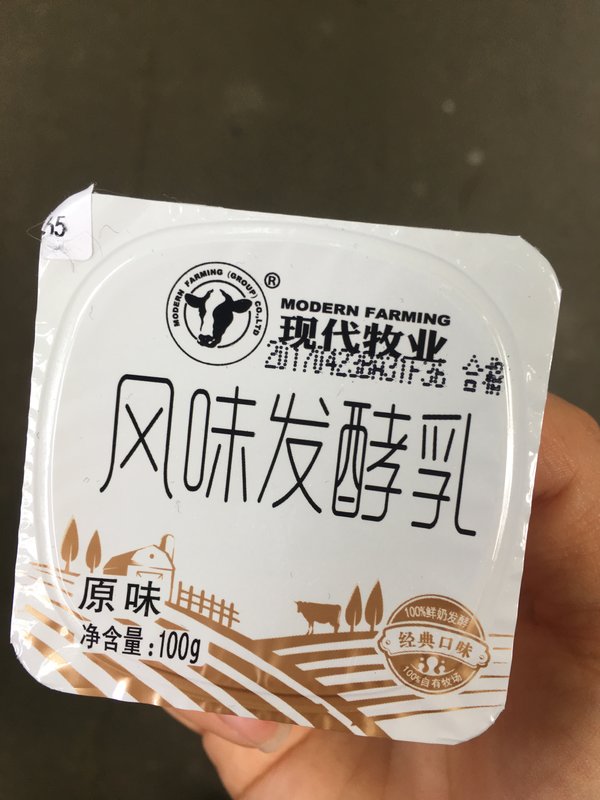 35
MODERN FARMING (GROUP) CO.,LTD
®
MODERN FARMING
现代牧业
20170423BH31F36 合格
风味发酵乳
原味
净含量:100g
100%鲜奶发酵
经典口味
100%自有牧场